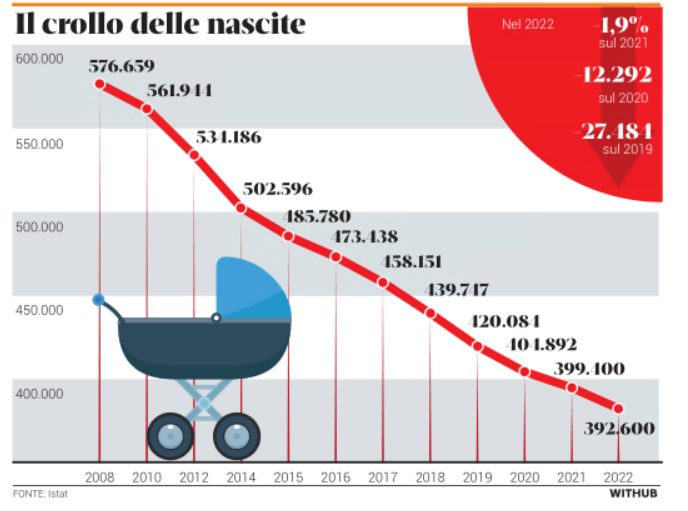 Il crollo delle nascite
Nel 2022
-1,9%
sul 2021
-12.292
sul 2020
-27.484
sul 2019
600.000
550.000
500.000
450.000
400.000
576.659
561.944
534.186
502.596
485.780
473.438
458.151
439.747
420.084
404.892
399.400
392.600
2008 2010 2012 2014 2015 2016 2017 2018 2019 2020 2021 2022
FONTE: Istat
WITHUB